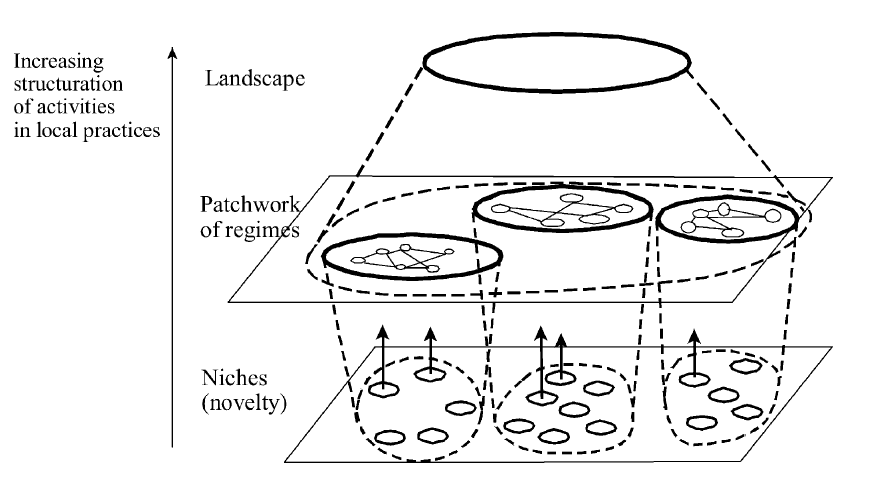 Increasing
structuration
of activities
in local practices
Landscape
Patchwork
of regimes
Niches
(novelty)